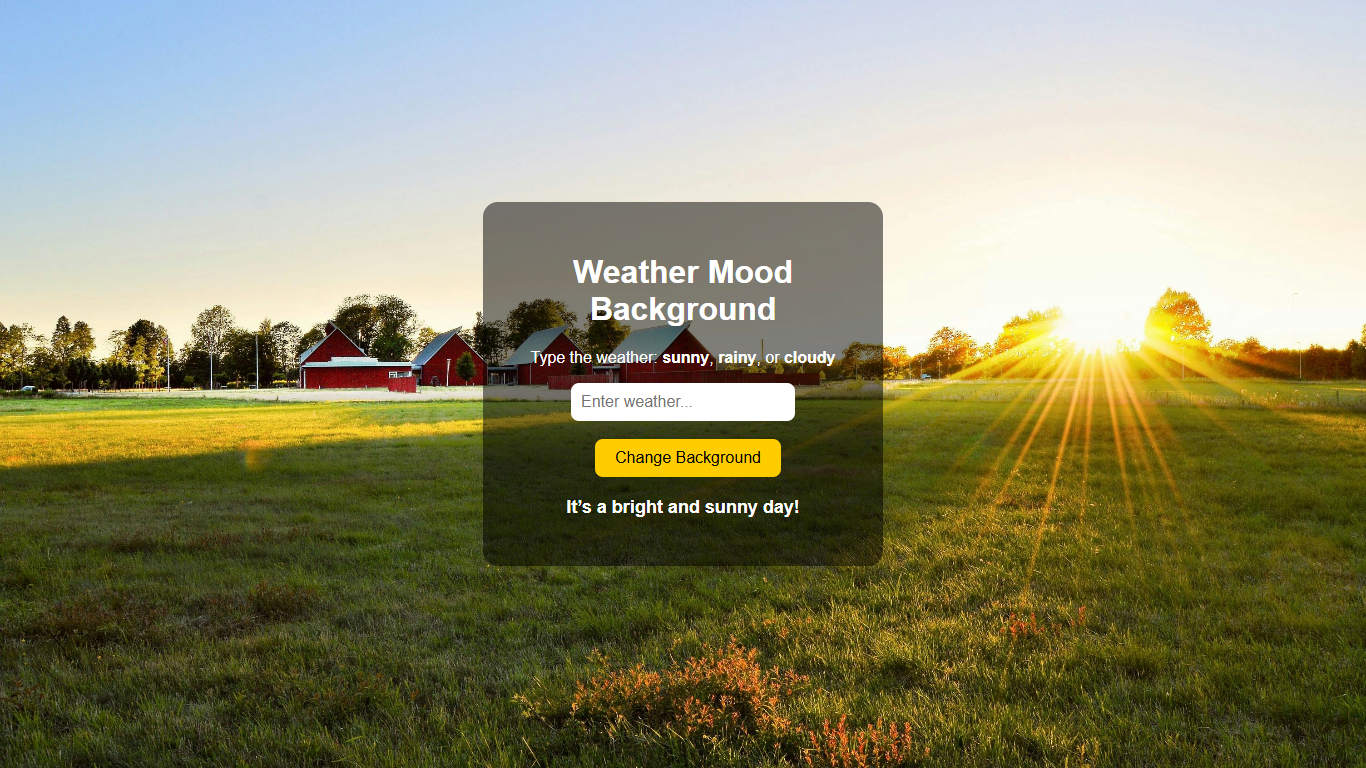 Weather Mood
Background
Type the weather: sunny, rainy, or cloudy
Enter weather...
Change Background
It’s a bright and sunny day!